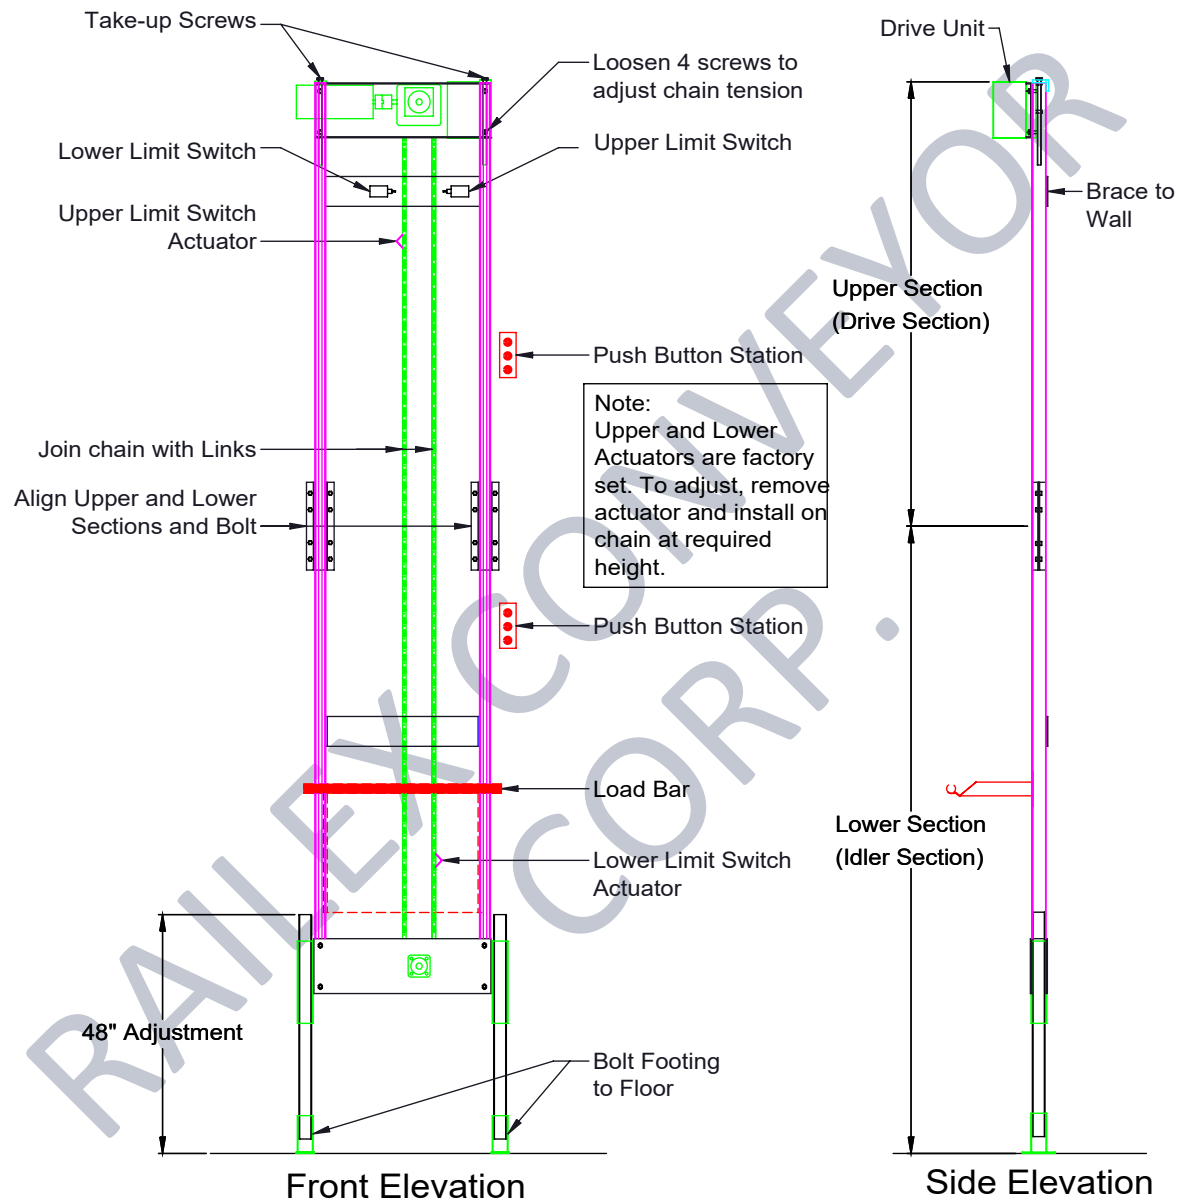 Take-up Screws
Drive Unit
Loosen 4 screws to
adjust chain tension
Lower Limit Switch
Upper Limit Switch
Upper Limit Switch
Actuator
Brace to
Wall
Upper Section
(Drive Section)
Push Button Station
Note:
Upper and Lower
Actuators are factory
set. To adjust, remove
actuator and install on
chain at required
height.
Join chain with Links
Align Upper and Lower
Sections and Bolt
Push Button Station
Load Bar
Lower Section
(Idler Section)
Lower Limit Switch
Actuator
48" Adjustment
Bolt Footing
to Floor
Front Elevation
Side Elevation
RAILEX CONVEYOR
CORP.